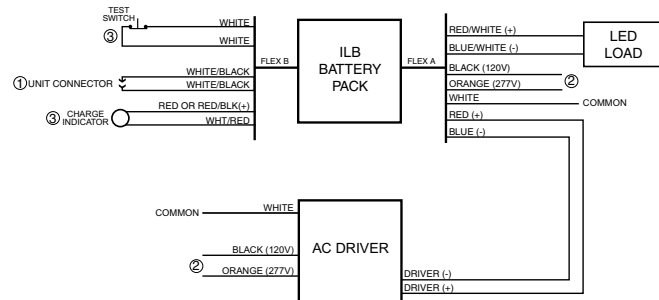 TEST
SWITCH
③
WHITE
WHITE
① UNIT CONNECTOR
WHITE/BLACK
WHITE/BLACK
③ CHARGE
INDICATOR
RED OR RED/BLK(+)
WHT/RED
FLEX B
ILB
BATTERY
PACK
FLEX A
RED/WHITE (+)
BLUE/WHITE (-)
LED
LOAD
BLACK (120V)
②
ORANGE (277V)
WHITE
COMMON
RED (+)
BLUE (-)
COMMON
WHITE
BLACK (120V)
②
ORANGE (277V)
AC DRIVER
DRIVER (-)
DRIVER (+)